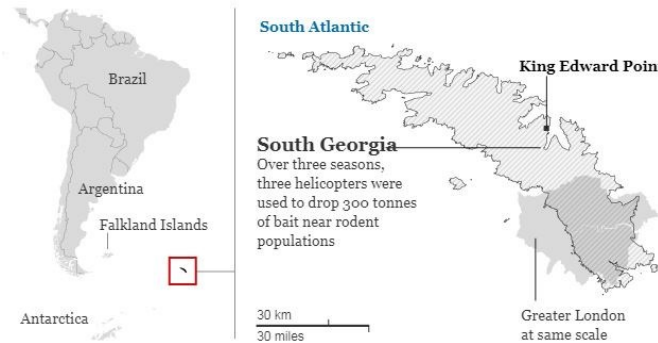 Brazil
Argentina
Falkland Islands
Antarctica
South Atlantic
King Edward Poin
South Georgia
Over three seasons,
three helicopters were
used to drop 300 tonnes
of bait near rodent
populations
30 km
30 miles
Greater London
at same scale